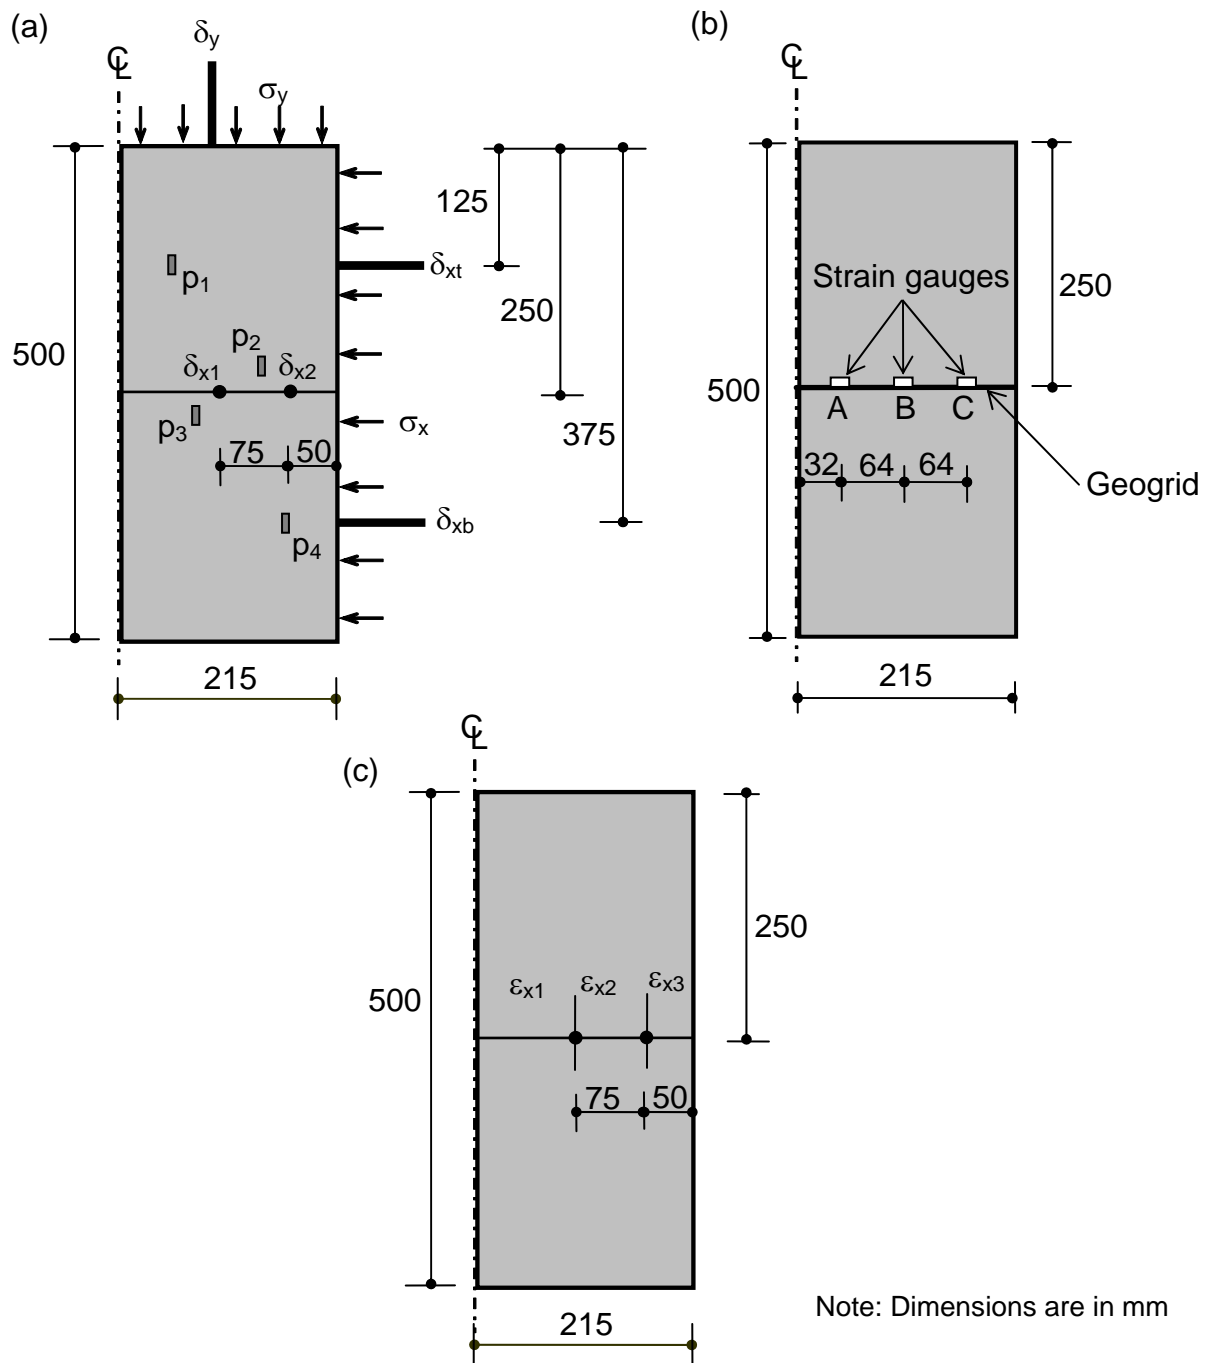 (a)
℄
δy
σy
125
δxt
p1
250
p2
500
δx1
δx2
p3
σx
375
75
50
δxb
p4
215
(b)
℄
Strain gauges
250
500
A
B
C
32
64
64
Geogrid
215
(c)
℄
250
500
εx1
εx2
εx3
75
50
215
Note: Dimensions are in mm